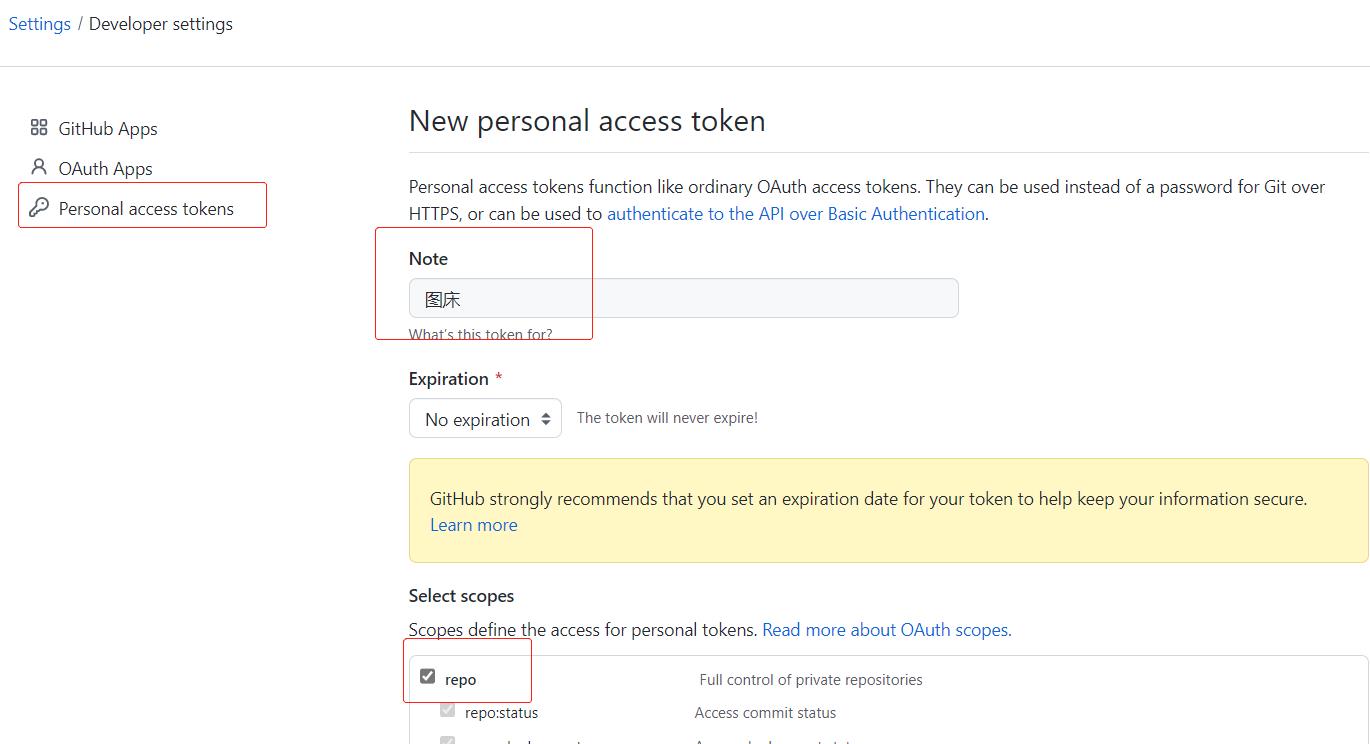 Settings / Developer settings
GitHub Apps
OAuth Apps
Personal access tokens
New personal access token
Personal access tokens function like ordinary OAuth access tokens. They can be used instead of a password for Git over
HTTPS, or can be used to authenticate to the API over Basic Authentication.
Note
图床
What's this token for?
Expiration *
No expiration
The token will never expire!
GitHub strongly recommends that you set an expiration date for your token to help keep your information secure.
Learn more
Select scopes
Scopes define the access for personal tokens. Read more about OAuth scopes.
repo Full control of private repositories
repo:status Access commit status